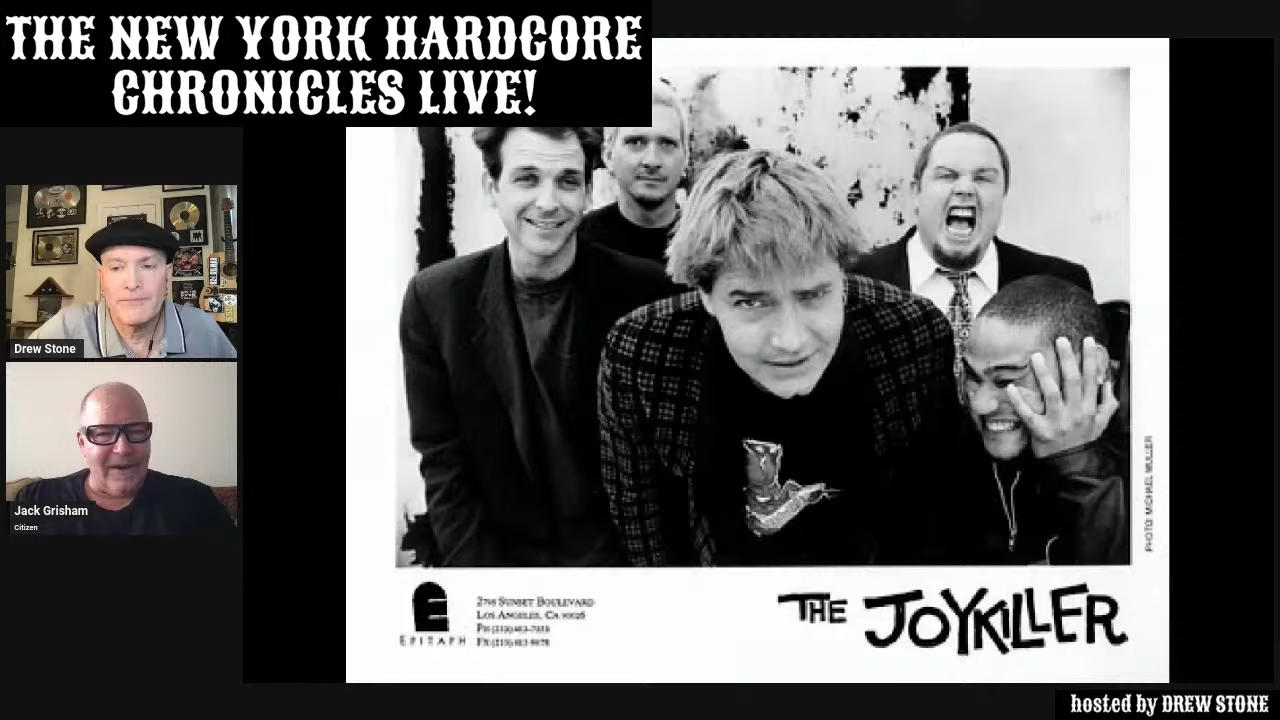 THE NEW YORK HARDCORE
CHRONICLES LIVE!
Drew Stone
Jack Grisham
Citizen
PHOTO: MICHAEL MULLER
EPITAPH
2798 SUNSET BOULEVARD
LOS ANGELES, CA 90026
THE JOYKILLER
hosted by DREW STONE